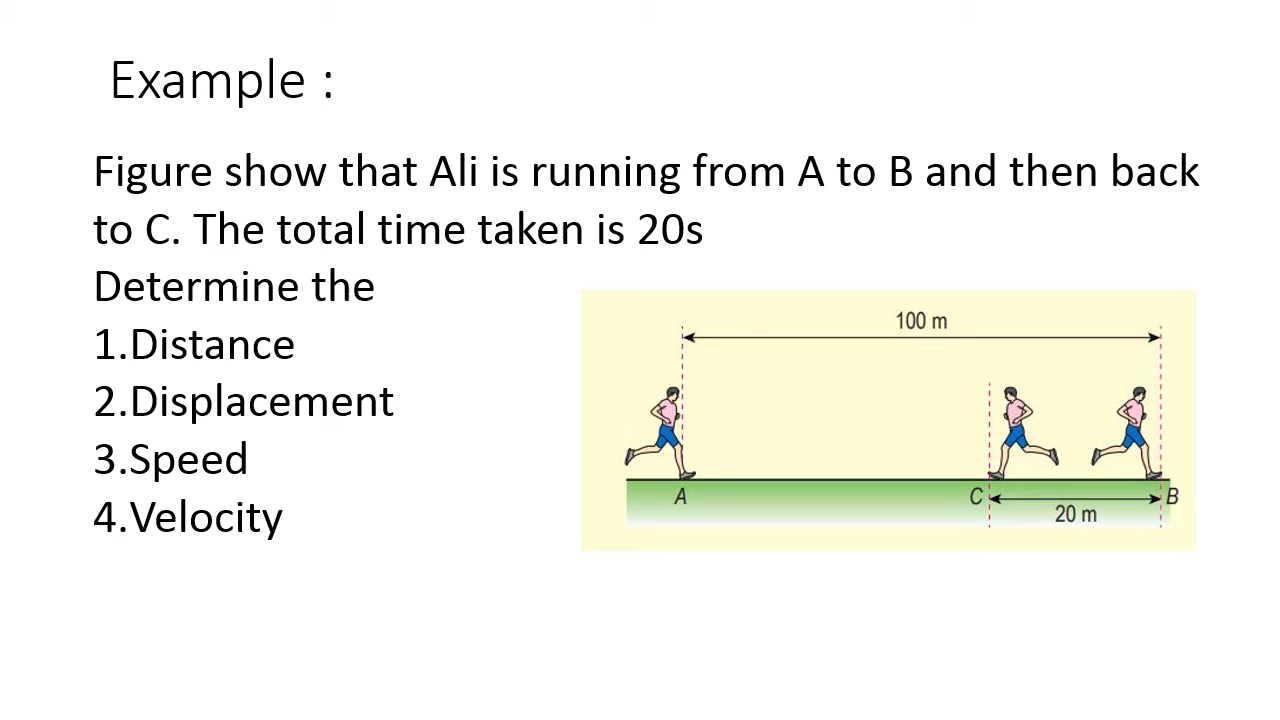 Example :
Figure show that Ali is running from A to B and then back
to C. The total time taken is 20s
Determine the
1.Distance
2.Displacement
3.Speed
4.Velocity
100 m
A
C
B
20 m